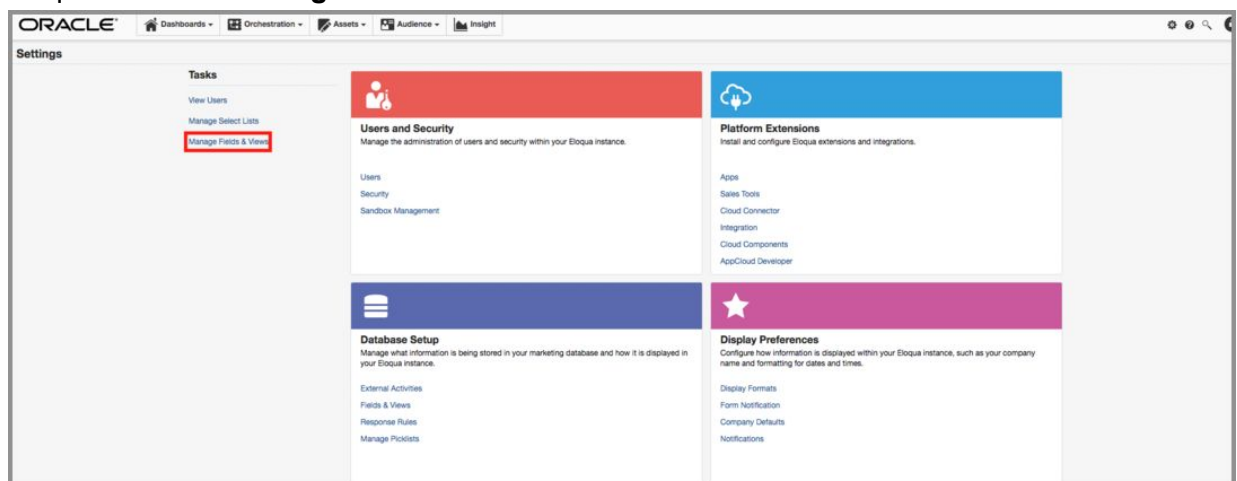 ORACLE
Dashboards
Orchestration
Assets
Audience
Insight
Settings
Tasks
View Users
Manage Select Lists
Manage Fields & Views
Users and Security
Manage the administration of users and security within your Eloqua instance.
Users
Security
Sandbox Management
Platform Extensions
Install and configure Eloqua extensions and integrations.
Apps
Sales Tools
Cloud Connector
Integration
Cloud Components
AppCloud Developer
Database Setup
Manage what information is being stored in your marketing database and how it is displayed in
your Eloqua instance.
External Activities
Fields & Views
Response Rules
Manage Picklists
Display Preferences
Configure how information is displayed within your Eloqua instance, such as your company
name and formatting for dates and times.
Display Formats
Form Notification
Company Defaults
Notifications